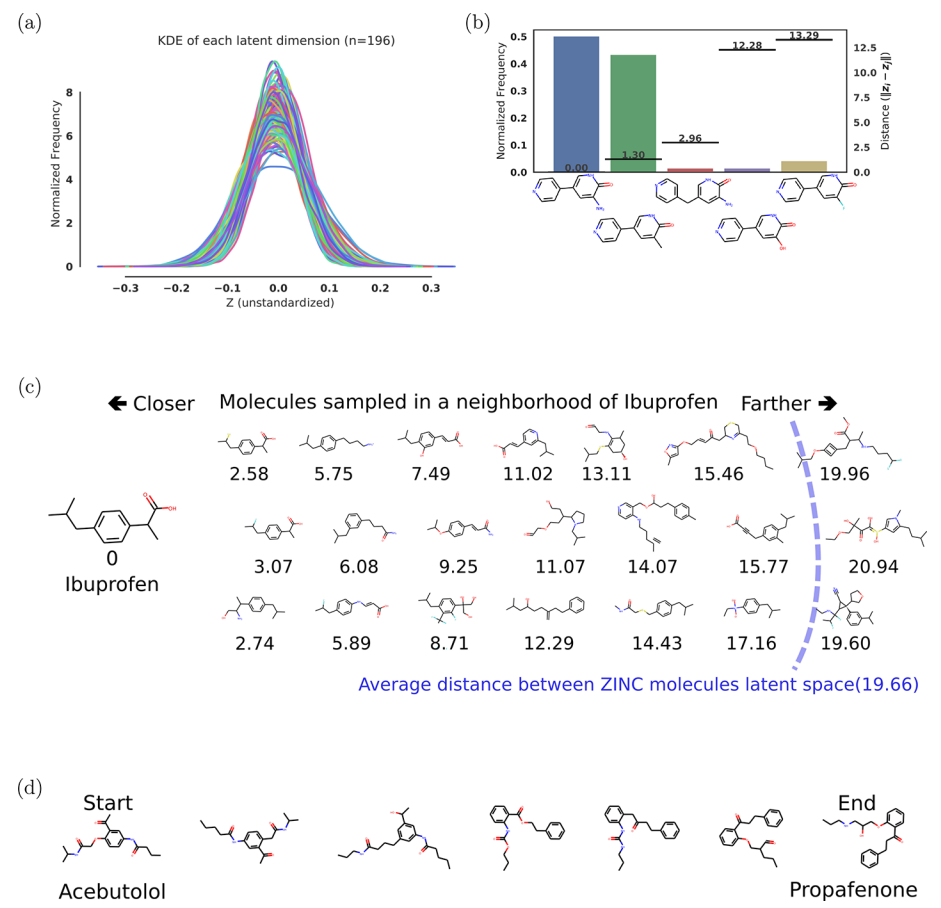 (a)
KDE of each latent dimension (n=196)
Normalized Frequency
8
6
4
2
0
−0.3 −0.2 −0.1 0.0 0.1 0.2 0.3
Z (unstandardized)
(b)
Normalized Frequency
0.5
0.4
0.3
0.2
0.1
0.0
0.00
1.30
2.96
12.28
13.29
12.5
10.0
7.5
5.0
2.5
0.0
Distance (||zᵢ − zⱼ||)
(c)
🡸 Closer Molecules sampled in a neighborhood of Ibuprofen Farther 🡺
2.58 5.75 7.49 11.02 13.11 15.46 19.96
0
Ibuprofen
3.07 6.08 9.25 11.07 14.07 15.77 20.94
2.74 5.89 8.71 12.29 14.43 17.16 19.60
Average distance between ZINC molecules latent space(19.66)
(d)
Start End
Acebutolol Propafenone